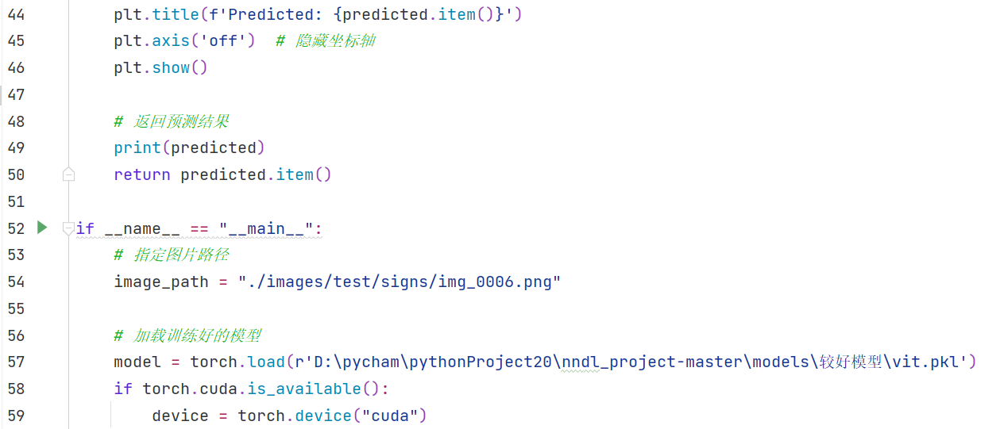 44 plt.title(f'Predicted: {predicted.item()}')
45 plt.axis('off')  # 隐藏坐标轴
46 plt.show()
47
48 # 返回预测结果
49 print(predicted)
50 return predicted.item()
51
52 if __name__ == "__main__":
53 # 指定图片路径
54 image_path = "./images/test/signs/img_0006.png"
55
56 # 加载训练好的模型
57 model = torch.load(r'D:\pycham\pythonProject20\nndl_project-master\models\较好模型\vit.pkl')
58 if torch.cuda.is_available():
59 device = torch.device("cuda")